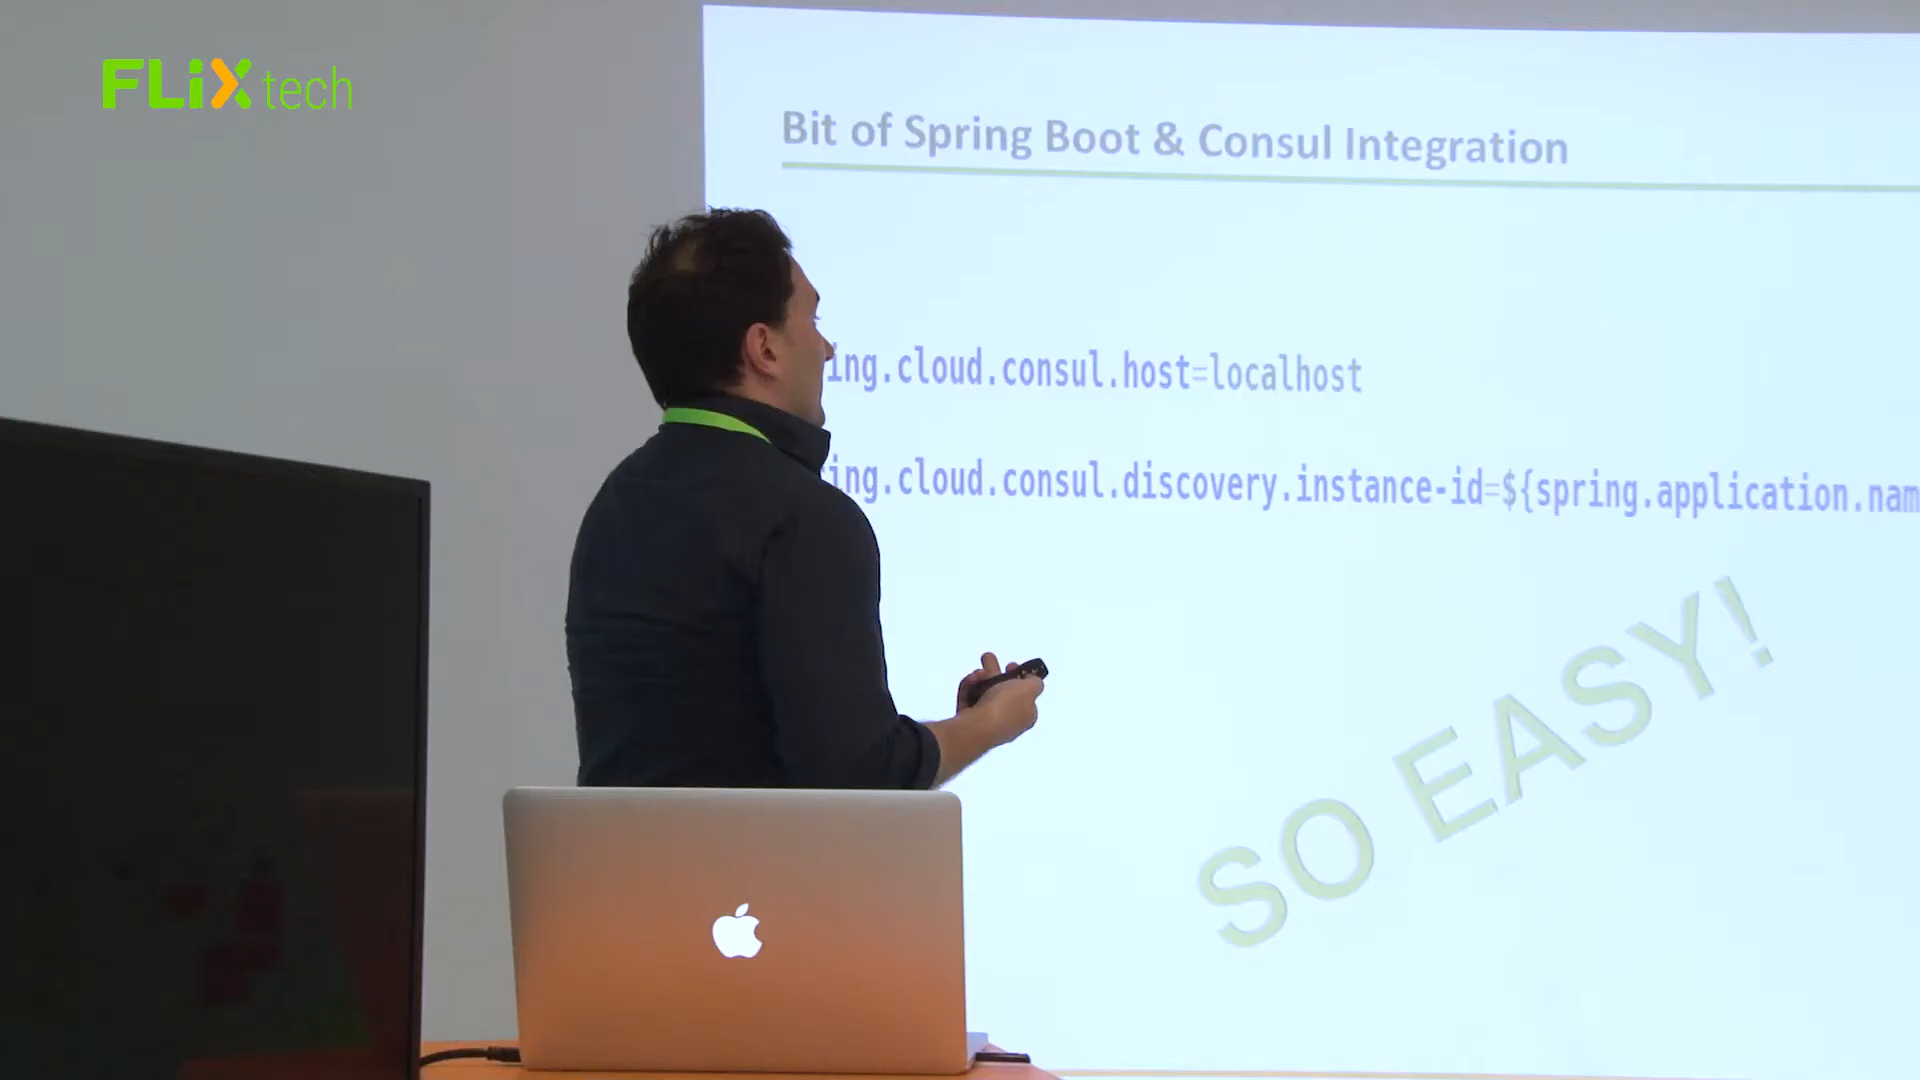 FLiX tech
Bit of Spring Boot & Consul Integration
ing.cloud.consul.host=localhost
ing.cloud.consul.discovery.instance-id=${spring.application.nam
SO EASY!